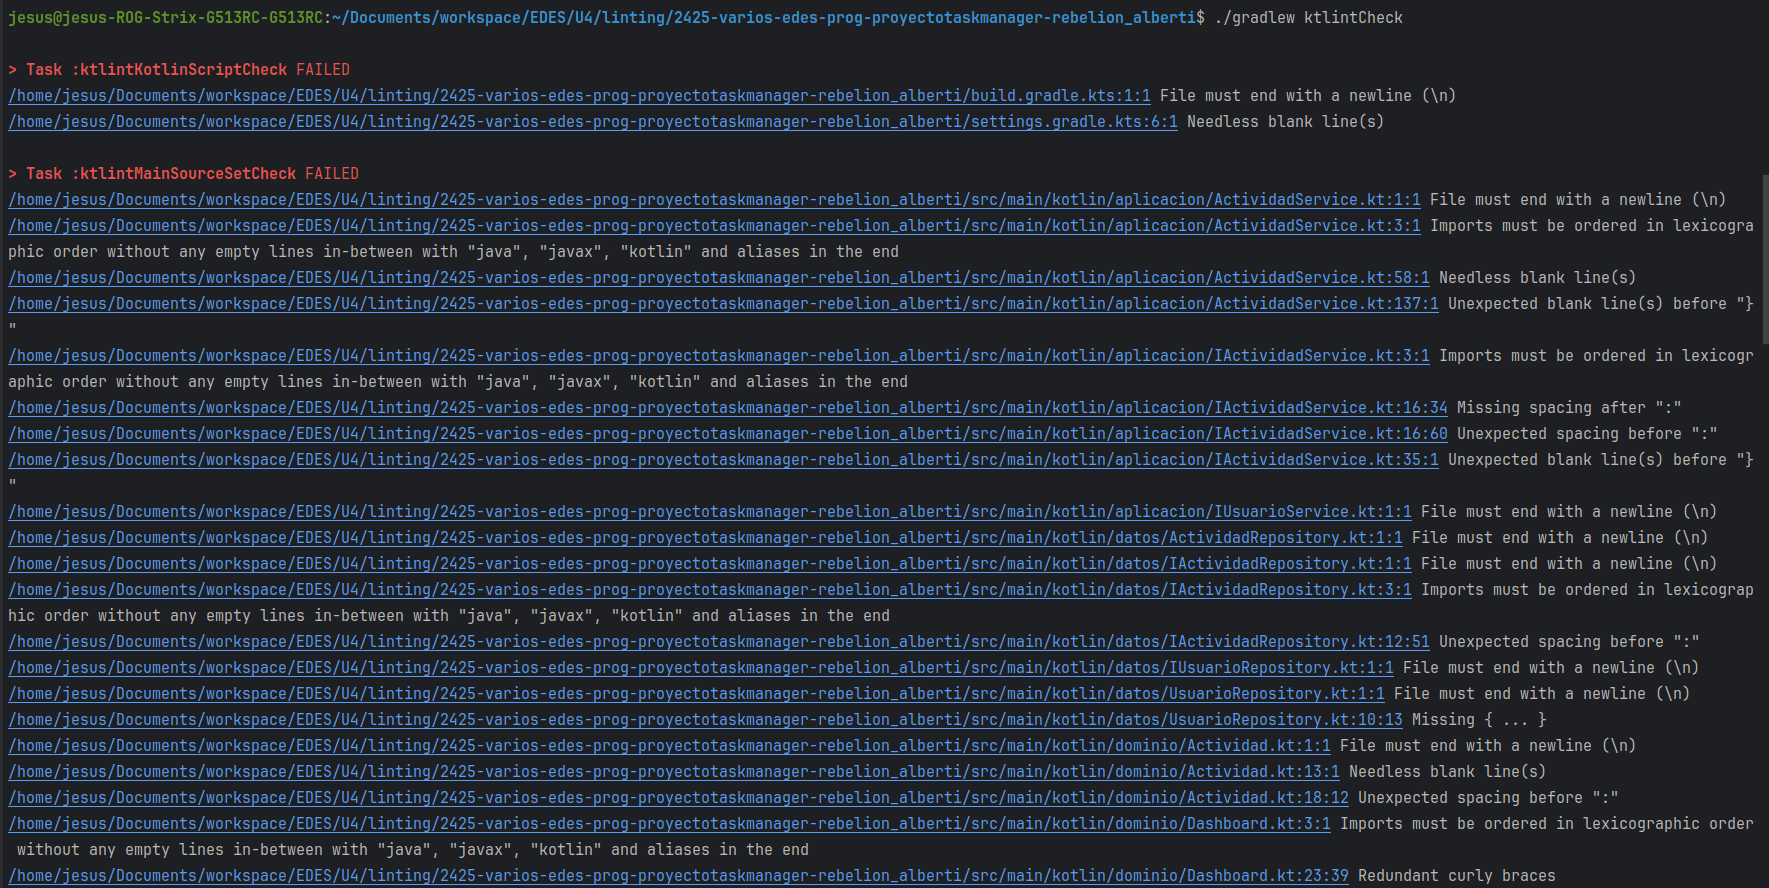 jesus@jesus-ROG-Strix-G513RC-G513RC:~/Documents/workspace/EDES/U4/linting/2425-varios-edes-prog-proyectotaskmanager-rebelion_alberti$ ./gradlew ktlintCheck
> Task :ktlintKotlinScriptCheck FAILED
/home/jesus/Documents/workspace/EDES/U4/linting/2425-varios-edes-prog-proyectotaskmanager-rebelion_alberti/build.gradle.kts:1:1 File must end with a newline (\n)
/home/jesus/Documents/workspace/EDES/U4/linting/2425-varios-edes-prog-proyectotaskmanager-rebelion_alberti/settings.gradle.kts:6:1 Needless blank line(s)
> Task :ktlintMainSourceSetCheck FAILED
/home/jesus/Documents/workspace/EDES/U4/linting/2425-varios-edes-prog-proyectotaskmanager-rebelion_alberti/src/main/kotlin/aplicacion/ActividadService.kt:1:1 File must end with a newline (\n)
/home/jesus/Documents/workspace/EDES/U4/linting/2425-varios-edes-prog-proyectotaskmanager-rebelion_alberti/src/main/kotlin/aplicacion/ActividadService.kt:3:1 Imports must be ordered in lexicogra
phic order without any empty lines in-between with "java", "javax", "kotlin" and aliases in the end
/home/jesus/Documents/workspace/EDES/U4/linting/2425-varios-edes-prog-proyectotaskmanager-rebelion_alberti/src/main/kotlin/aplicacion/ActividadService.kt:58:1 Needless blank line(s)
/home/jesus/Documents/workspace/EDES/U4/linting/2425-varios-edes-prog-proyectotaskmanager-rebelion_alberti/src/main/kotlin/aplicacion/ActividadService.kt:137:1 Unexpected blank line(s) before "}
"
/home/jesus/Documents/workspace/EDES/U4/linting/2425-varios-edes-prog-proyectotaskmanager-rebelion_alberti/src/main/kotlin/aplicacion/IActividadService.kt:3:1 Imports must be ordered in lexicogr
aphic order without any empty lines in-between with "java", "javax", "kotlin" and aliases in the end
/home/jesus/Documents/workspace/EDES/U4/linting/2425-varios-edes-prog-proyectotaskmanager-rebelion_alberti/src/main/kotlin/aplicacion/IActividadService.kt:16:34 Missing spacing after ":"
/home/jesus/Documents/workspace/EDES/U4/linting/2425-varios-edes-prog-proyectotaskmanager-rebelion_alberti/src/main/kotlin/aplicacion/IActividadService.kt:16:60 Unexpected spacing before ":"
/home/jesus/Documents/workspace/EDES/U4/linting/2425-varios-edes-prog-proyectotaskmanager-rebelion_alberti/src/main/kotlin/aplicacion/IActividadService.kt:35:1 Unexpected blank line(s) before "}
"
/home/jesus/Documents/workspace/EDES/U4/linting/2425-varios-edes-prog-proyectotaskmanager-rebelion_alberti/src/main/kotlin/aplicacion/IUsuarioService.kt:1:1 File must end with a newline (\n)
/home/jesus/Documents/workspace/EDES/U4/linting/2425-varios-edes-prog-proyectotaskmanager-rebelion_alberti/src/main/kotlin/datos/ActividadRepository.kt:1:1 File must end with a newline (\n)
/home/jesus/Documents/workspace/EDES/U4/linting/2425-varios-edes-prog-proyectotaskmanager-rebelion_alberti/src/main/kotlin/datos/IActividadRepository.kt:1:1 File must end with a newline (\n)
/home/jesus/Documents/workspace/EDES/U4/linting/2425-varios-edes-prog-proyectotaskmanager-rebelion_alberti/src/main/kotlin/datos/IActividadRepository.kt:3:1 Imports must be ordered in lexicograp
hic order without any empty lines in-between with "java", "javax", "kotlin" and aliases in the end
/home/jesus/Documents/workspace/EDES/U4/linting/2425-varios-edes-prog-proyectotaskmanager-rebelion_alberti/src/main/kotlin/datos/IActividadRepository.kt:12:51 Unexpected spacing before ":"
/home/jesus/Documents/workspace/EDES/U4/linting/2425-varios-edes-prog-proyectotaskmanager-rebelion_alberti/src/main/kotlin/datos/IUsuarioRepository.kt:1:1 File must end with a newline (\n)
/home/jesus/Documents/workspace/EDES/U4/linting/2425-varios-edes-prog-proyectotaskmanager-rebelion_alberti/src/main/kotlin/datos/UsuarioRepository.kt:1:1 File must end with a newline (\n)
/home/jesus/Documents/workspace/EDES/U4/linting/2425-varios-edes-prog-proyectotaskmanager-rebelion_alberti/src/main/kotlin/datos/UsuarioRepository.kt:10:13 Missing { ... }
/home/jesus/Documents/workspace/EDES/U4/linting/2425-varios-edes-prog-proyectotaskmanager-rebelion_alberti/src/main/kotlin/dominio/Actividad.kt:1:1 File must end with a newline (\n)
/home/jesus/Documents/workspace/EDES/U4/linting/2425-varios-edes-prog-proyectotaskmanager-rebelion_alberti/src/main/kotlin/dominio/Actividad.kt:13:1 Needless blank line(s)
/home/jesus/Documents/workspace/EDES/U4/linting/2425-varios-edes-prog-proyectotaskmanager-rebelion_alberti/src/main/kotlin/dominio/Actividad.kt:18:12 Unexpected spacing before ":"
/home/jesus/Documents/workspace/EDES/U4/linting/2425-varios-edes-prog-proyectotaskmanager-rebelion_alberti/src/main/kotlin/dominio/Dashboard.kt:3:1 Imports must be ordered in lexicographic order
without any empty lines in-between with "java", "javax", "kotlin" and aliases in the end
/home/jesus/Documents/workspace/EDES/U4/linting/2425-varios-edes-prog-proyectotaskmanager-rebelion_alberti/src/main/kotlin/dominio/Dashboard.kt:23:39 Redundant curly braces